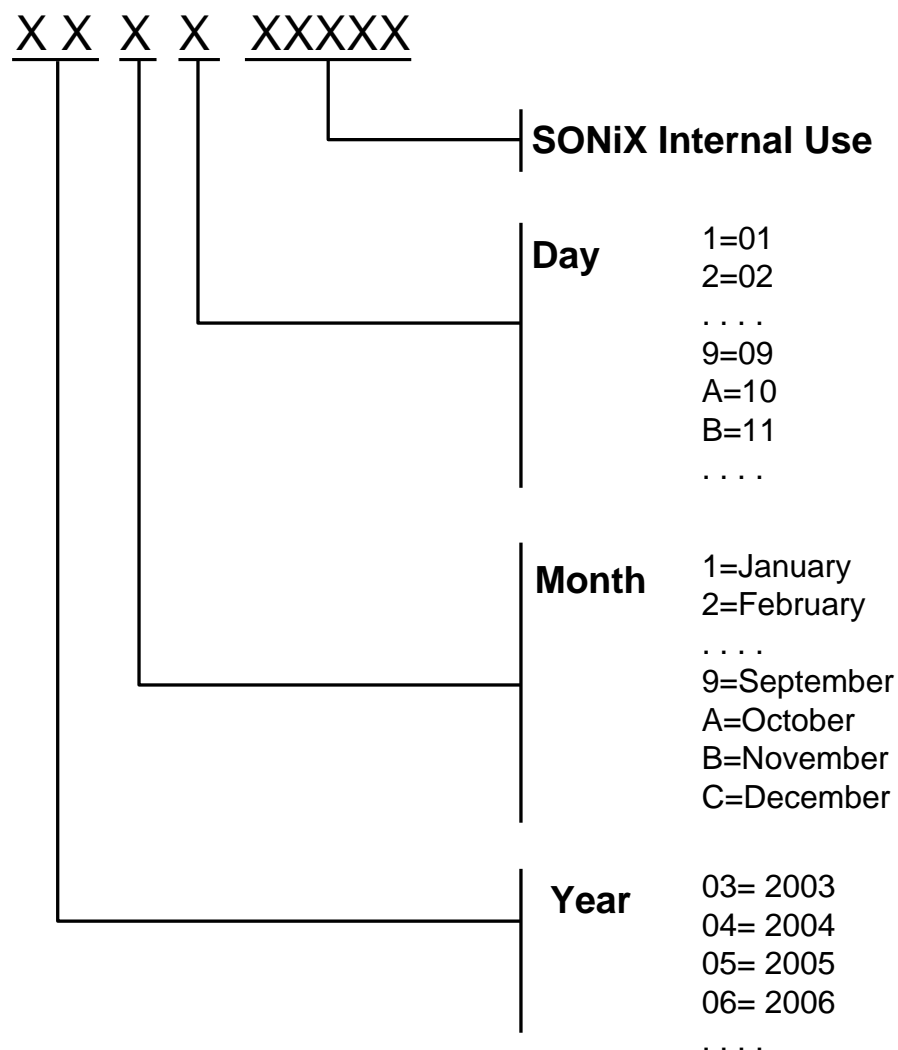 X X X X XXXXX
SONiX Internal Use
Day
1=01
2=02
. . . .
9=09
A=10
B=11
. . . .
Month
1=January
2=February
. . . .
9=September
A=October
B=November
C=December
Year
03= 2003
04= 2004
05= 2005
06= 2006
. . . .